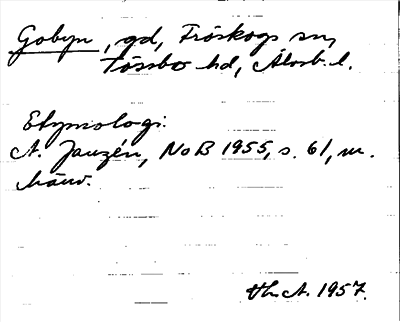 Gobyn, gd, Fröskogs sn,
Tössbo hd, Älvsb. l.
Etymologi:
A. Janzén, NoB 1955, s. 61, m.
hänv.
Th. A. 1957.